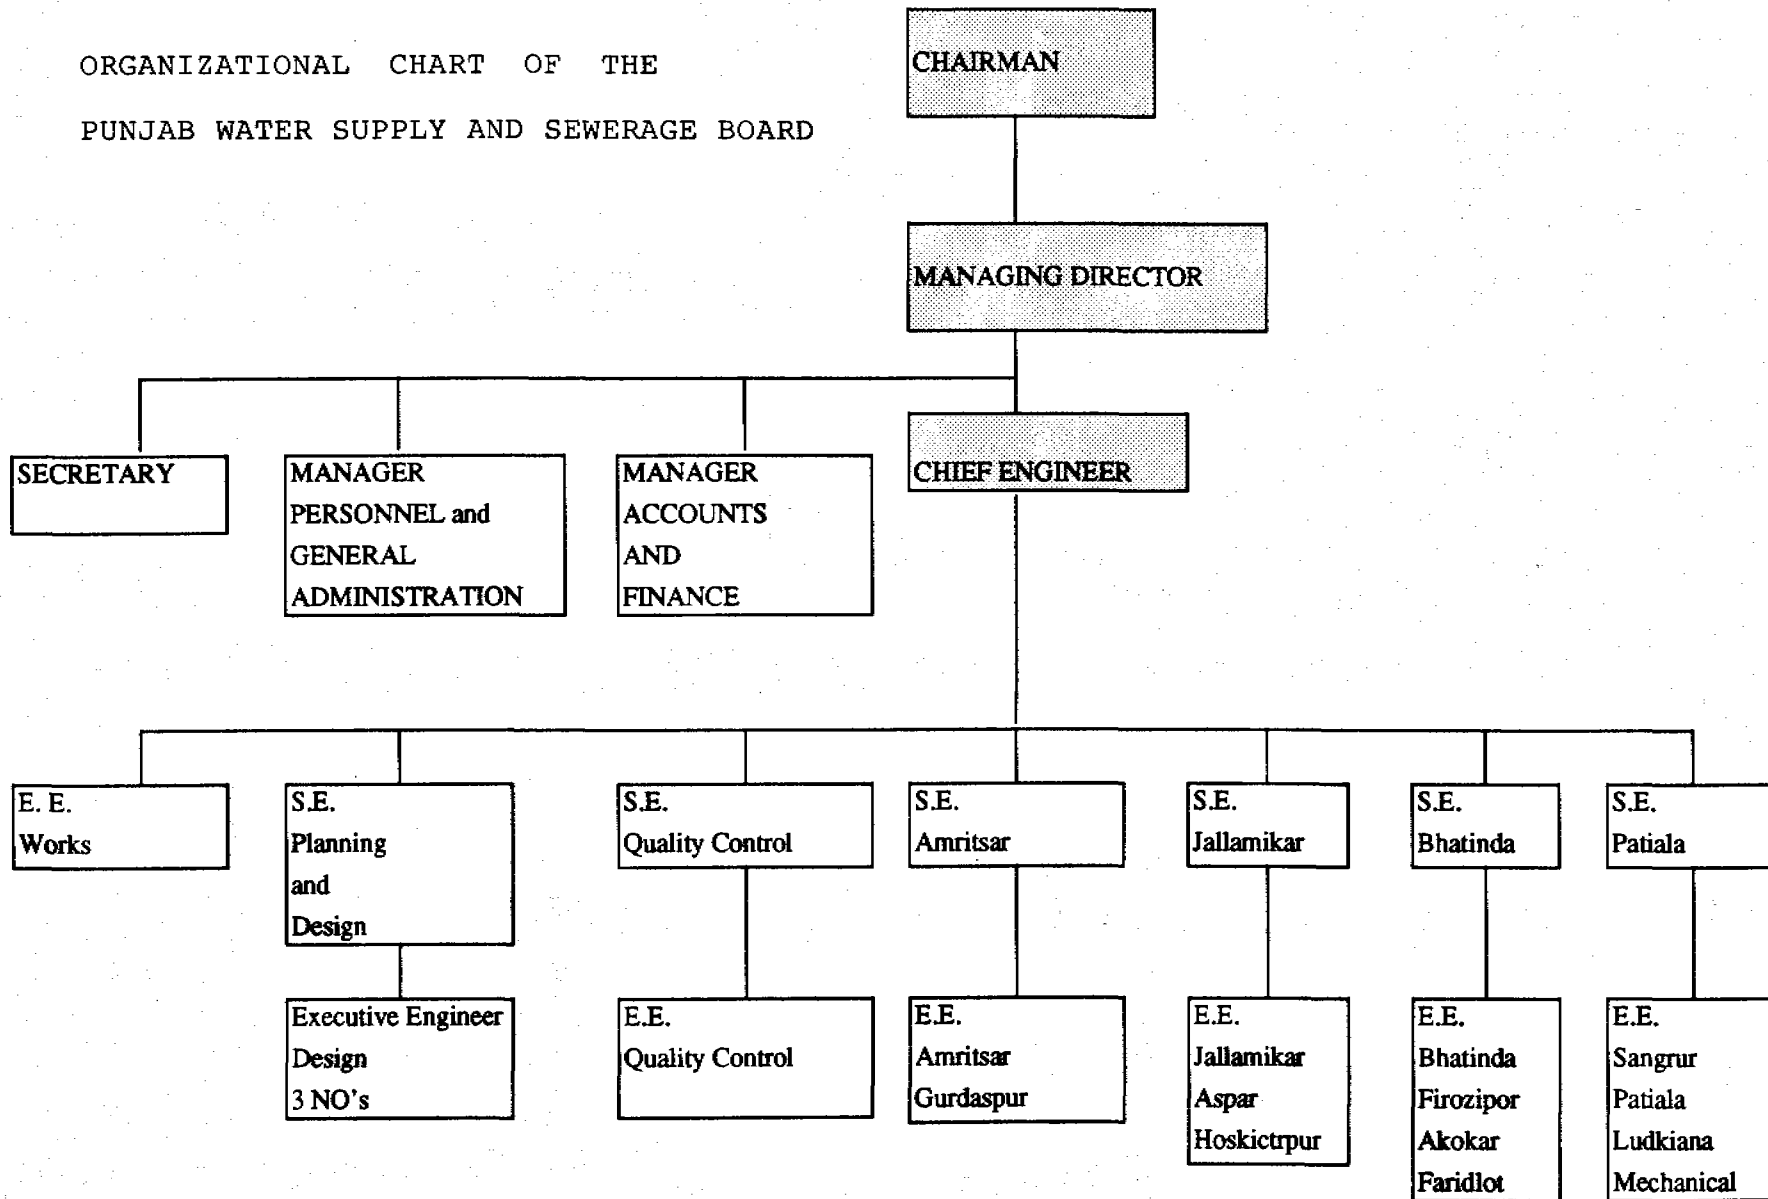 ORGANIZATIONAL CHART OF THE
PUNJAB WATER SUPPLY AND SEWERAGE BOARD
CHAIRMAN
MANAGING DIRECTOR
SECRETARY
MANAGER
PERSONNEL and
GENERAL
ADMINISTRATION
MANAGER
ACCOUNTS
AND
FINANCE
CHIEF ENGINEER
E. E.
Works
S.E.
Planning
and
Design
S.E.
Quality Control
S.E.
Amritsar
S.E.
Jallamikar
S.E.
Bhatinda
S.E.
Patiala
Executive Engineer
Design
3 NO's
E.E.
Quality Control
E.E.
Amritsar
Gurdaspur
E.E.
Jallamikar
Aspar
Hoskictrpur
E.E.
Bhatinda
Firozipor
Akokar
Faridlot
E.E.
Sangrur
Patiala
Ludkiana
Mechanical